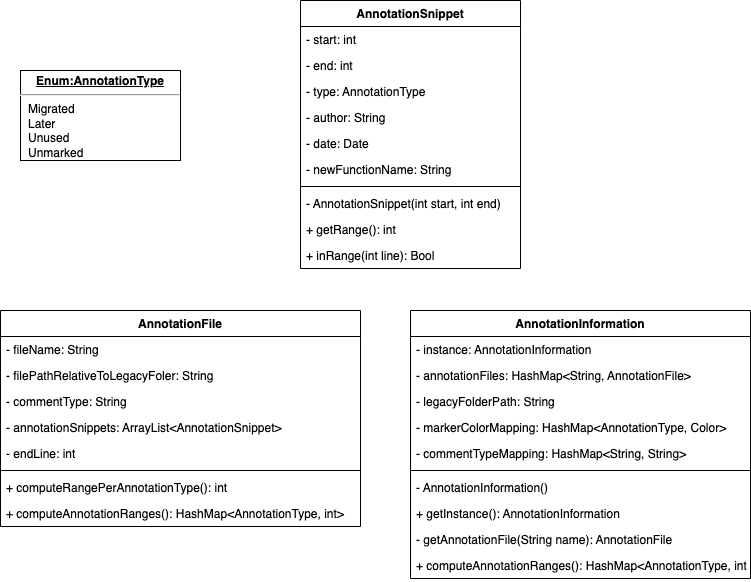 AnnotationSnippet
- start: int
- end: int
- type: AnnotationType
- author: String
- date: Date
- newFunctionName: String
- AnnotationSnippet(int start, int end)
+ getRange(): int
+ inRange(int line): Bool
Enum:AnnotationType
Migrated
Later
Unused
Unmarked
AnnotationFile
- fileName: String
- filePathRelativeToLegacyFoler: String
- commentType: String
- annotationSnippets: ArrayList<AnnotationSnippet>
- endLine: int
+ computeRangePerAnnotationType(): int
+ computeAnnotationRanges(): HashMap<AnnotationType, int>
AnnotationInformation
- instance: AnnotationInformation
- annotationFiles: HashMap<String, AnnotationFile>
- legacyFolderPath: String
- markerColorMapping: HashMap<AnnotationType, Color>
- commentTypeMapping: HashMap<String, String>
- AnnotationInformation()
+ getInstance(): AnnotationInformation
- getAnnotationFile(String name): AnnotationFile
+ computeAnnotationRanges(): HashMap<AnnotationType, int